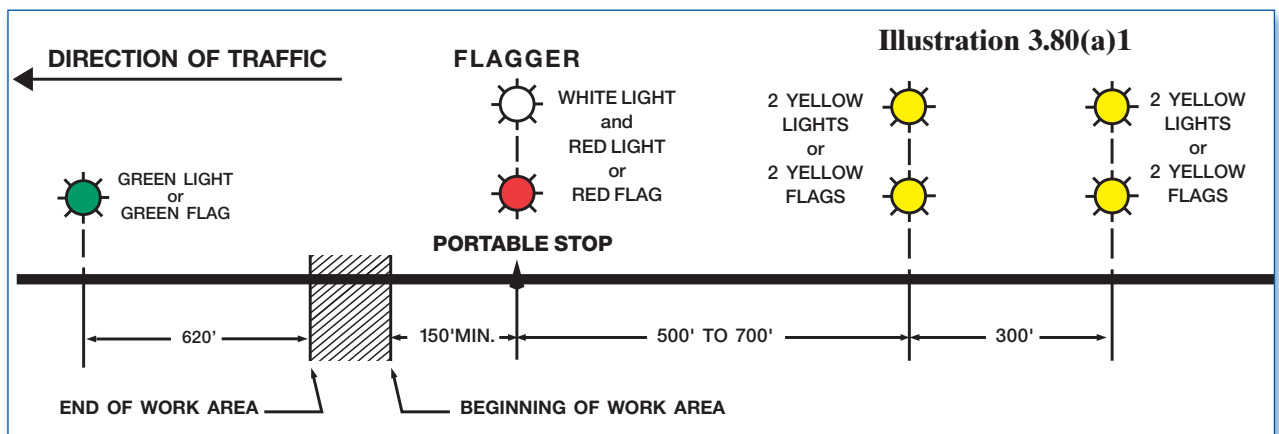 Illustration 3.80(a)1
DIRECTION OF TRAFFIC
FLAGGER
WHITE LIGHT
and
RED LIGHT
or
RED FLAG
2 YELLOW
LIGHTS
or
2 YELLOW
FLAGS
2 YELLOW
LIGHTS
or
2 YELLOW
FLAGS
GREEN LIGHT
or
GREEN FLAG
PORTABLE STOP
620'
150'MIN.
500' TO 700'
300'
END OF WORK AREA
BEGINNING OF WORK AREA